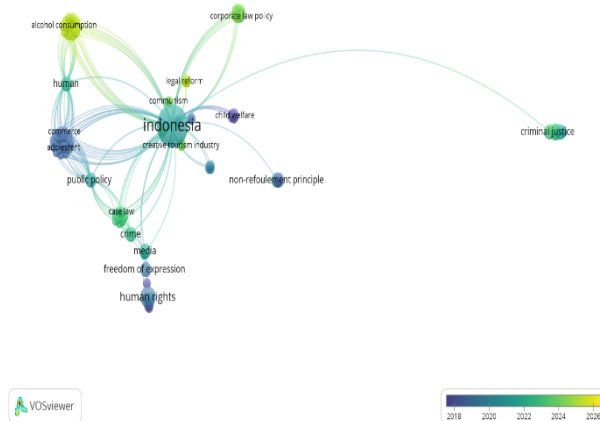 alcohol consumption
corporate law policy
human
legal reform
communism
child welfare
indonesia
commerce
adolescent
creative tourism industry
criminal justice
public policy
non-refoulement principle
case law
crime
media
freedom of expression
human rights
VOSviewer
2018 2020 2022 2024 2026